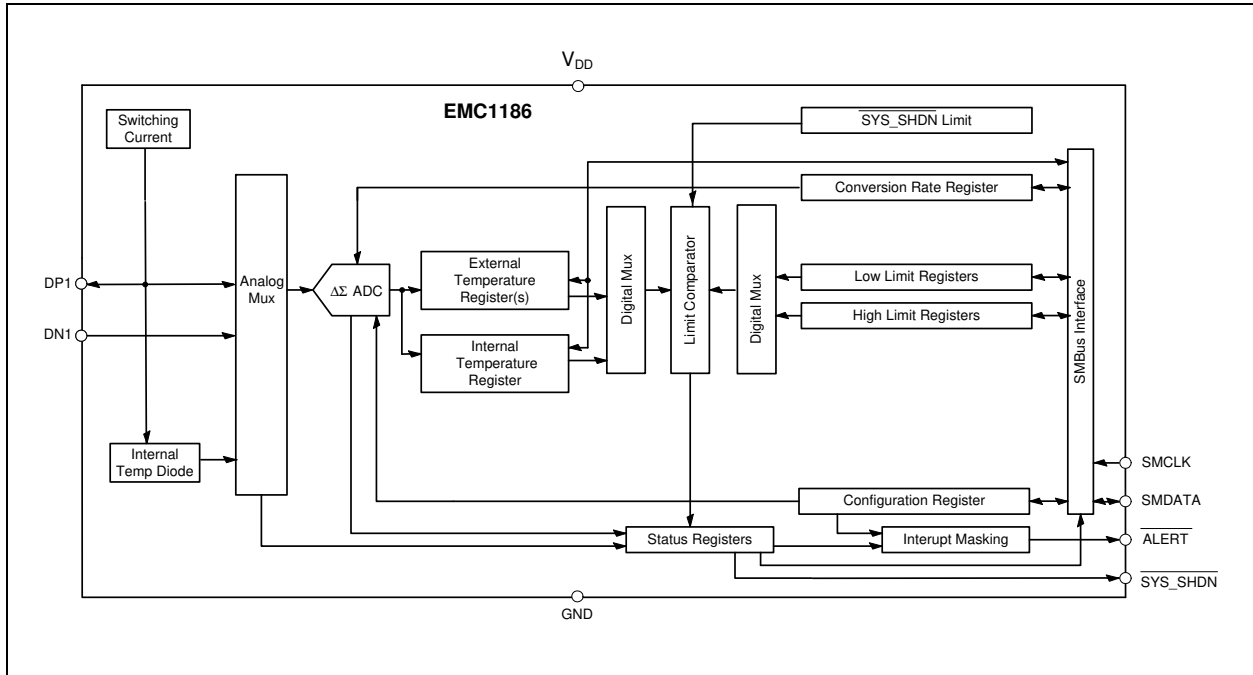 V_DD
EMC1186
Switching
Current
SYS_SHDN Limit
Conversion Rate Register
DP1
DN1
Analog
Mux
ΔΣ ADC
External
Temperature
Register(s)
Internal
Temperature
Register
Digital Mux
Limit Comparator
Digital Mux
Low Limit Registers
High Limit Registers
SMBus Interface
Internal
Temp Diode
SMCLK
Configuration Register
SMDATA
Status Registers
Interupt Masking
ALERT
SYS_SHDN
GND